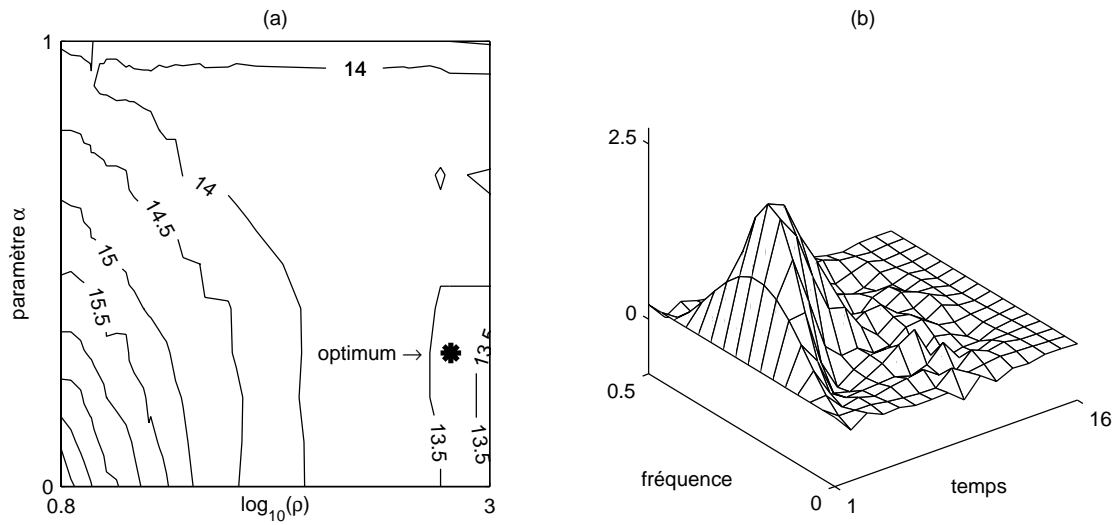 (a)
1
14
14
14.5
15
15.5
optimum →
13.5
13.5
13.5
paramètre α
0
0.8
log10(ρ)
3
(b)
2.5
0
0.5
fréquence
0
1
temps
16